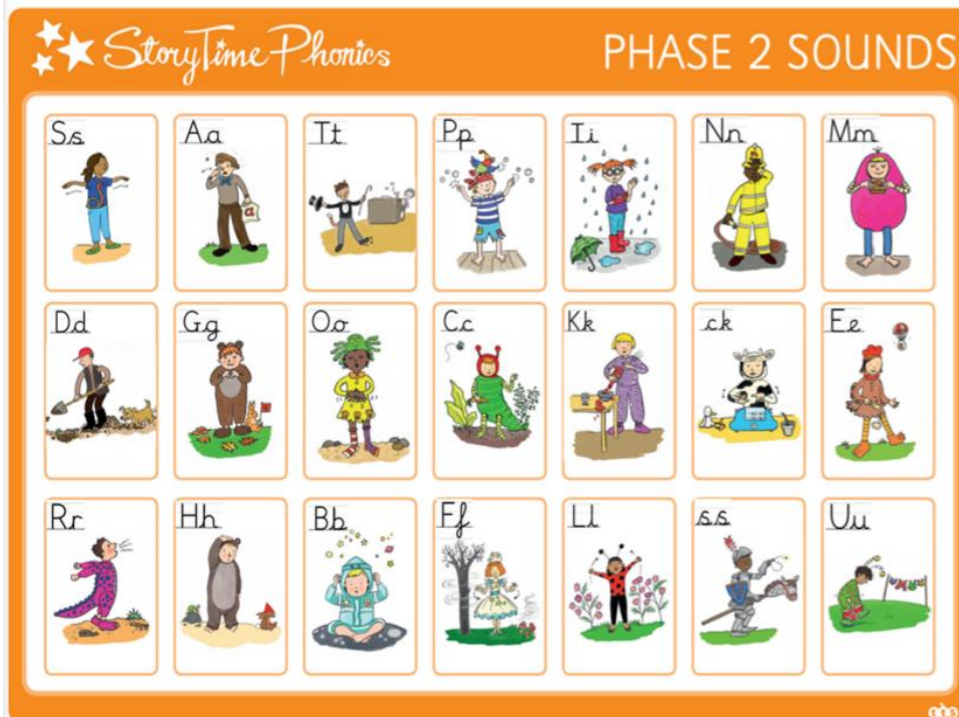 StoryTime Phonics
PHASE 2 SOUNDS
Ss Aa Tt Pp Ii Nn Mm
a
Dd Gg Oo Cc Kk ck Ee
Rr Hh Bb Ff Ll ss Uu
tts